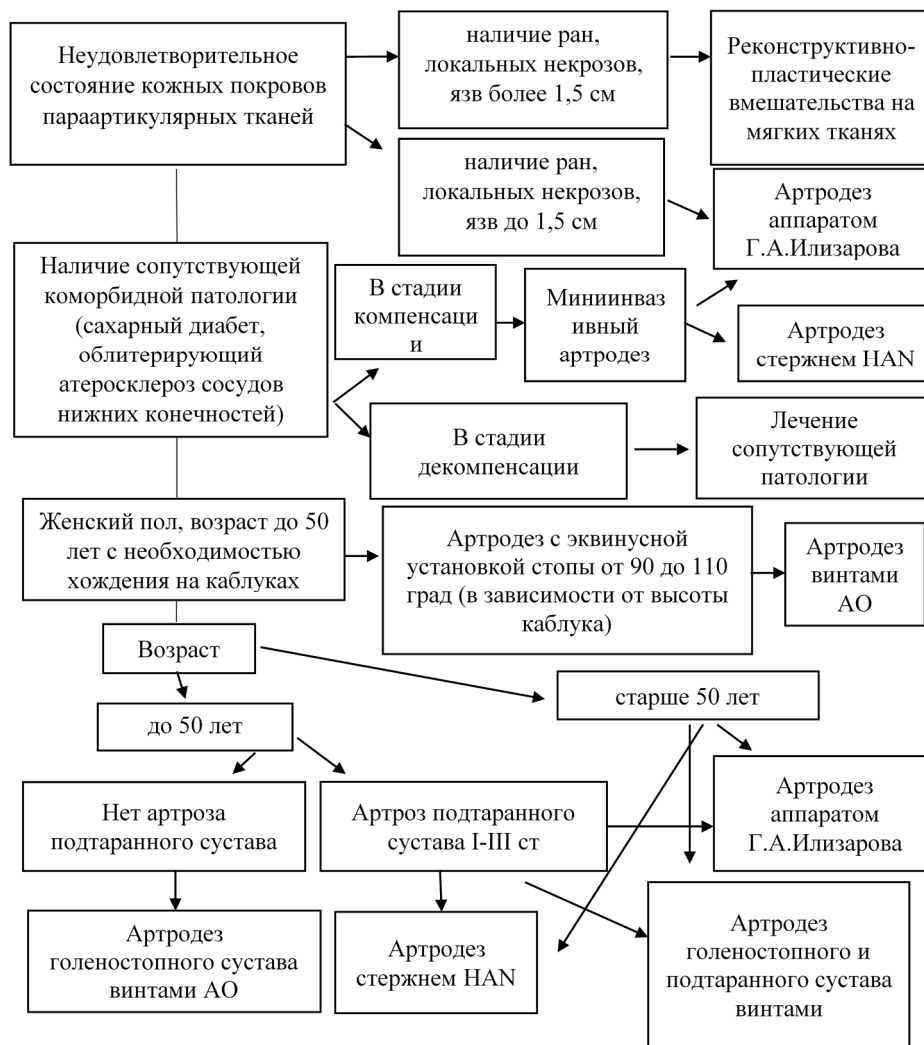 Неудовлетворительное
состояние кожных покровов
параартикулярных тканей
наличие ран,
локальных некрозов,
язв более 1,5 см
Реконструктивно-
пластические
вмешательства на
мягких тканях
наличие ран,
локальных некрозов,
язв до 1,5 см
Артродез
аппаратом
Г.А.Илизарова
Наличие сопутствующей
коморбидной патологии
(сахарный диабет,
облитерирующий
атеросклероз сосудов
нижних конечностей)
В стадии
компенсаци
и
Миниинваз
ивный
артродез
Артродез
стержнем HAN
В стадии
декомпенсации
Лечение
сопутствующей
патологии
Женский пол, возраст до 50
лет с необходимостью
хождения на каблуках
Артродез с эквинусной
установкой стопы от 90 до 110
град (в зависимости от высоты
каблука)
Артродез
винтами
АО
Возраст
до 50 лет
старше 50 лет
Нет артроза
подтаранного сустава
Артроз подтаранного
сустава I-III ст
Артродез
аппаратом
Г.А.Илизарова
Артродез
голеностопного сустава
винтами АО
Артродез
стержнем HAN
Артродез
голеностопного и
подтаранного сустава
винтами